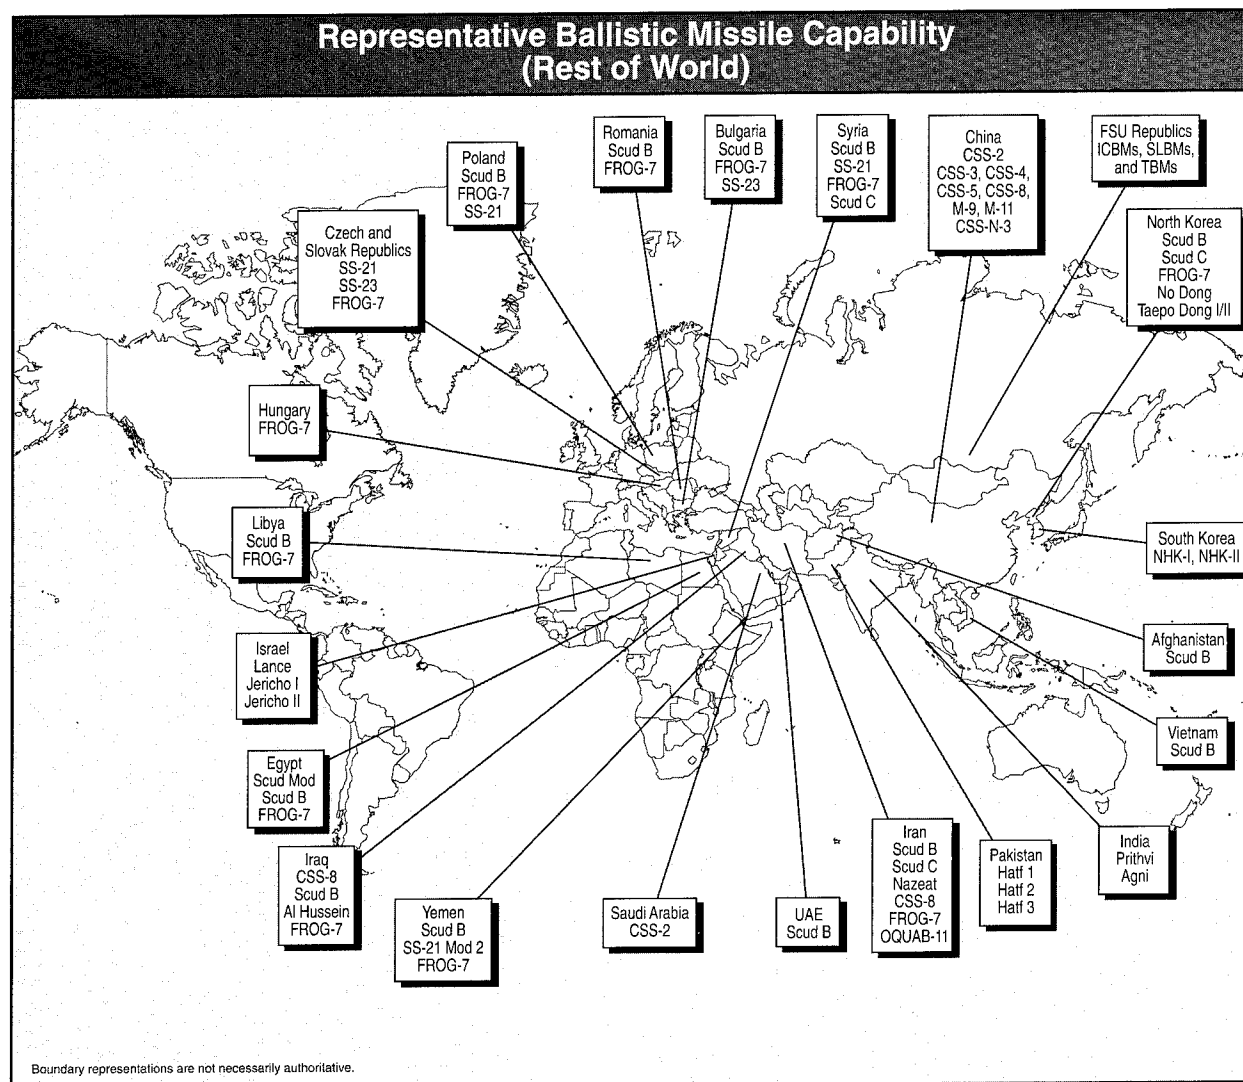 Representative Ballistic Missile Capability
(Rest of World)
Romania
Scud B
FROG-7
Bulgaria
Scud B
FROG-7
SS-23
Syria
Scud B
SS-21
FROG-7
Scud C
China
CSS-2
CSS-3, CSS-4,
CSS-5, CSS-8,
M-9, M-11
CSS-N-3
FSU Republics
ICBMs, SLBMs,
and TBMs
Poland
Scud B
FROG-7
SS-21
Czech and
Slovak Republics
SS-21
SS-23
FROG-7
North Korea
Scud B
Scud C
FROG-7
No Dong
Taepo Dong I/II
Hungary
FROG-7
Libya
Scud B
FROG-7
South Korea
NHK-I, NHK-II
Israel
Lance
Jericho I
Jericho II
Afghanistan
Scud B
Vietnam
Scud B
Egypt
Scud Mod
Scud B
FROG-7
Iraq
CSS-8
Scud B
Al Hussein
FROG-7
Yemen
Scud B
SS-21 Mod 2
FROG-7
Saudi Arabia
CSS-2
UAE
Scud B
Iran
Scud B
Scud C
Nazeat
CSS-8
FROG-7
OQUAB-11
Pakistan
Hatf 1
Hatf 2
Hatf 3
India
Prithvi
Agni
Boundary representations are not necessarily authoritative.